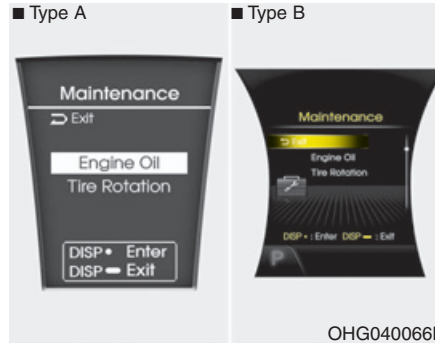 ■ Type A
Maintenance
⮌ Exit
Engine Oil
Tire Rotation
DISP • Enter
DISP ▬ Exit
■ Type B
Maintenance
⮌ Exit
Engine Oil
Tire Rotation
DISP • : Enter DISP ▬ : Exit
P
OHG040066